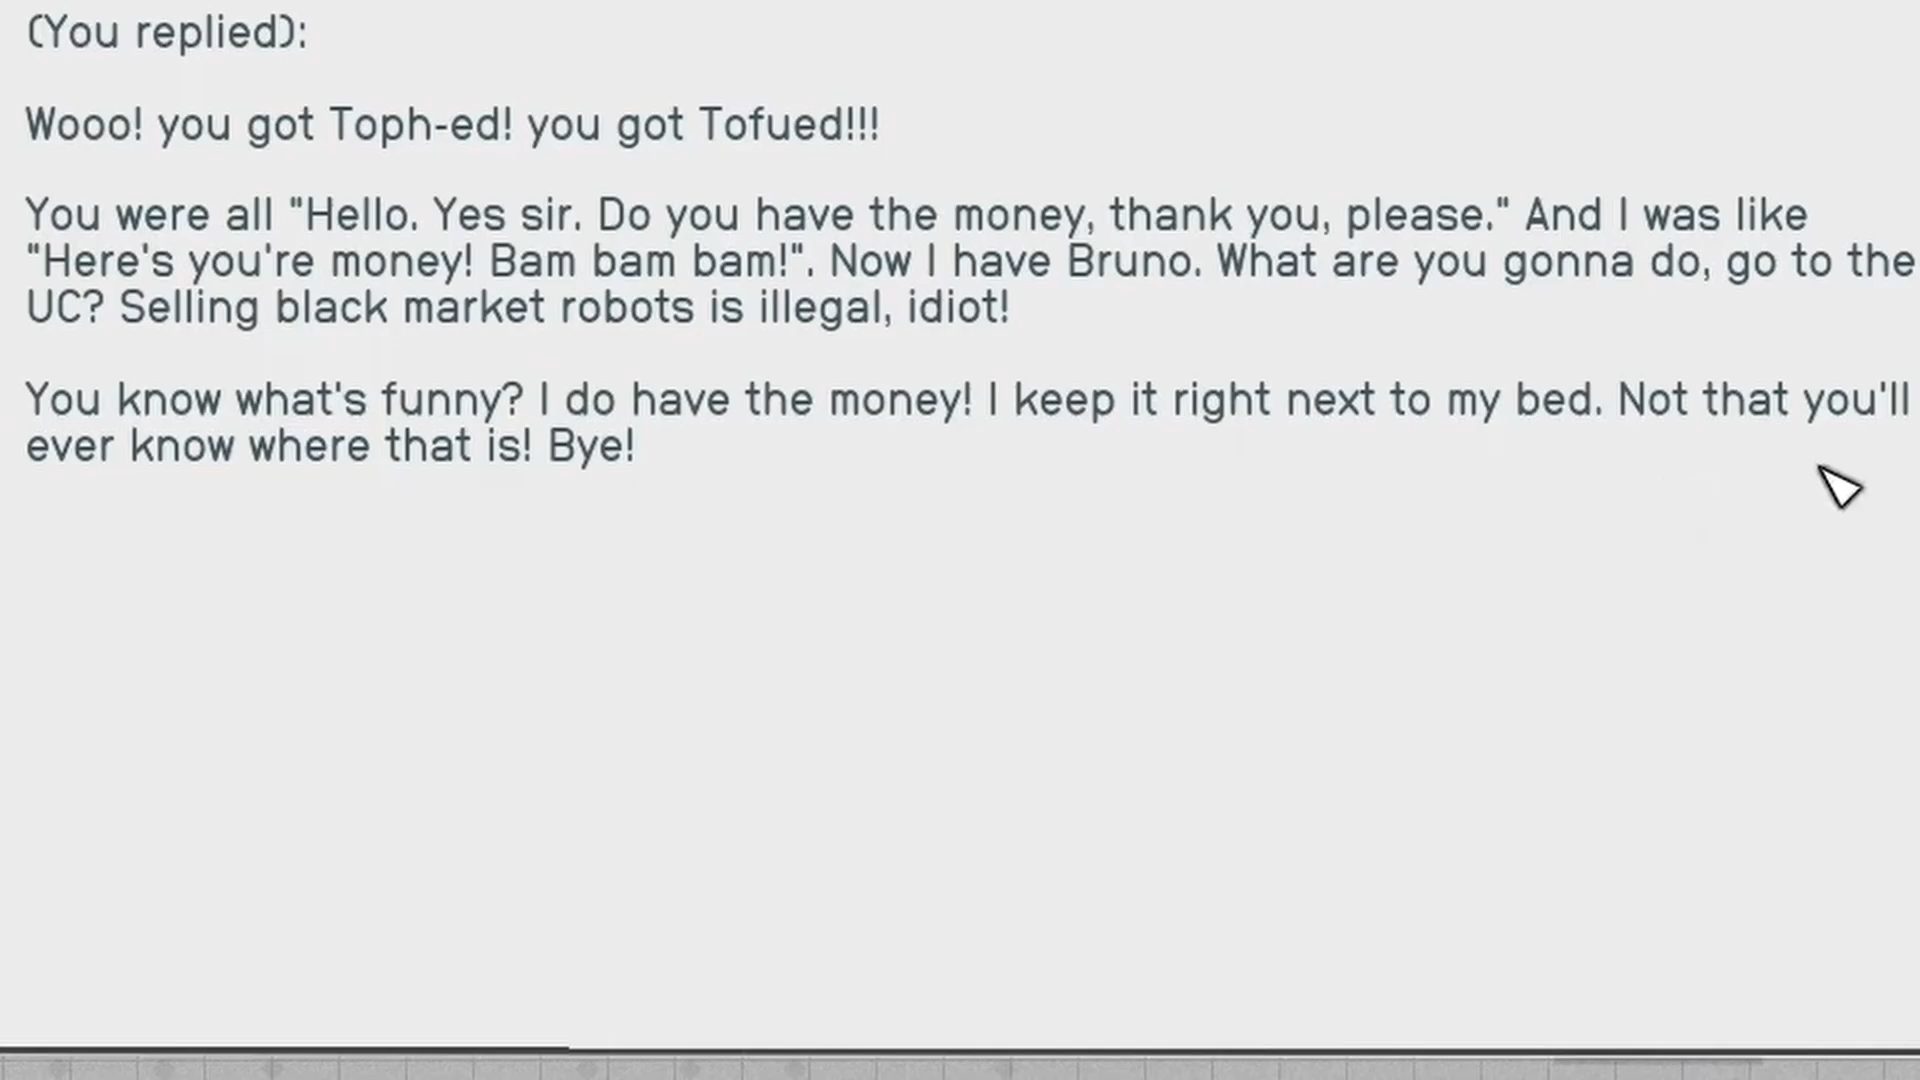 (You replied):
Wooo! you got Toph-ed! you got Tofued!!!
You were all "Hello. Yes sir. Do you have the money, thank you, please." And I was like
"Here's you're money! Bam bam bam!". Now I have Bruno. What are you gonna do, go to the
UC? Selling black market robots is illegal, idiot!
You know what's funny? I do have the money! I keep it right next to my bed. Not that you'll
ever know where that is! Bye!